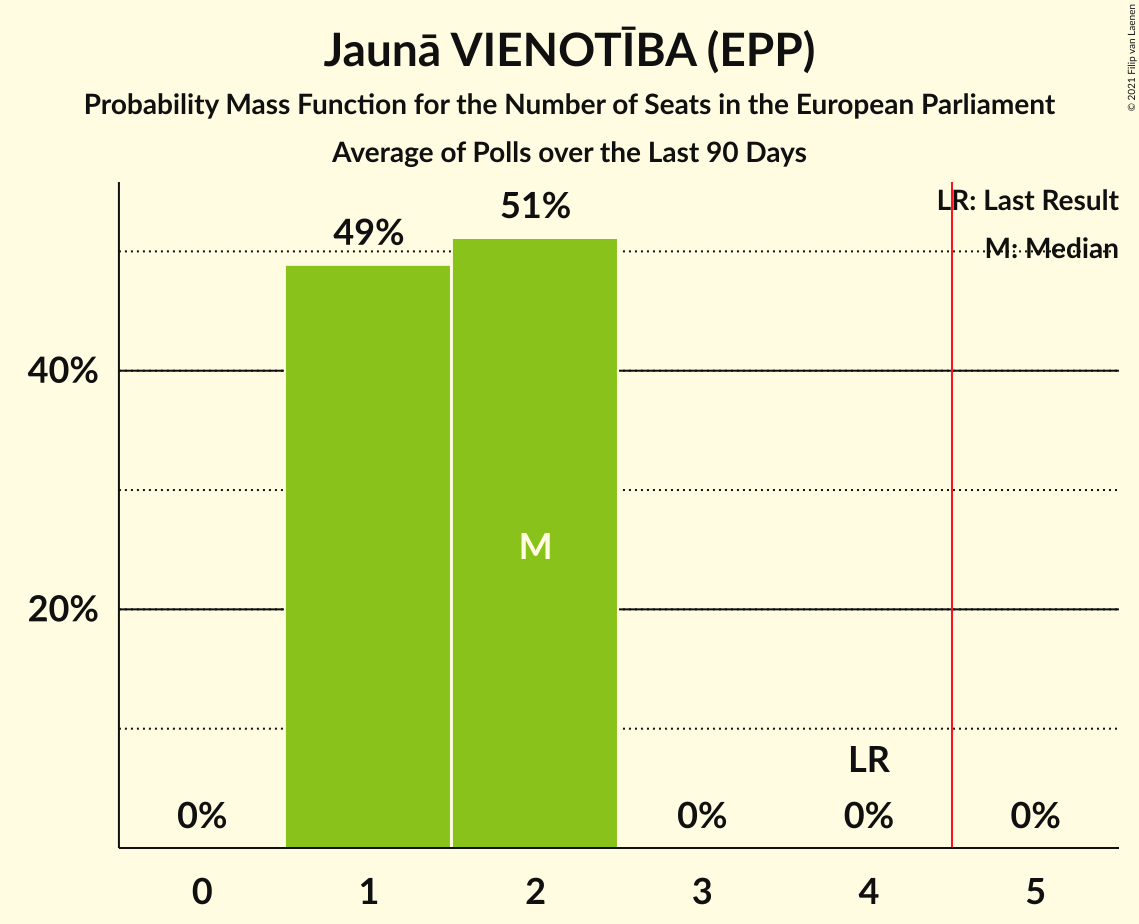 Jaunā VIENOTĪBA (EPP)
Probability Mass Function for the Number of Seats in the European Parliament
Average of Polls over the Last 90 Days
© 2021 Filip van Laenen
LR: Last Result
M: Median
51%
49%
40%
M
20%
LR
0%
0%
0%
0%
0
1
2
3
4
5